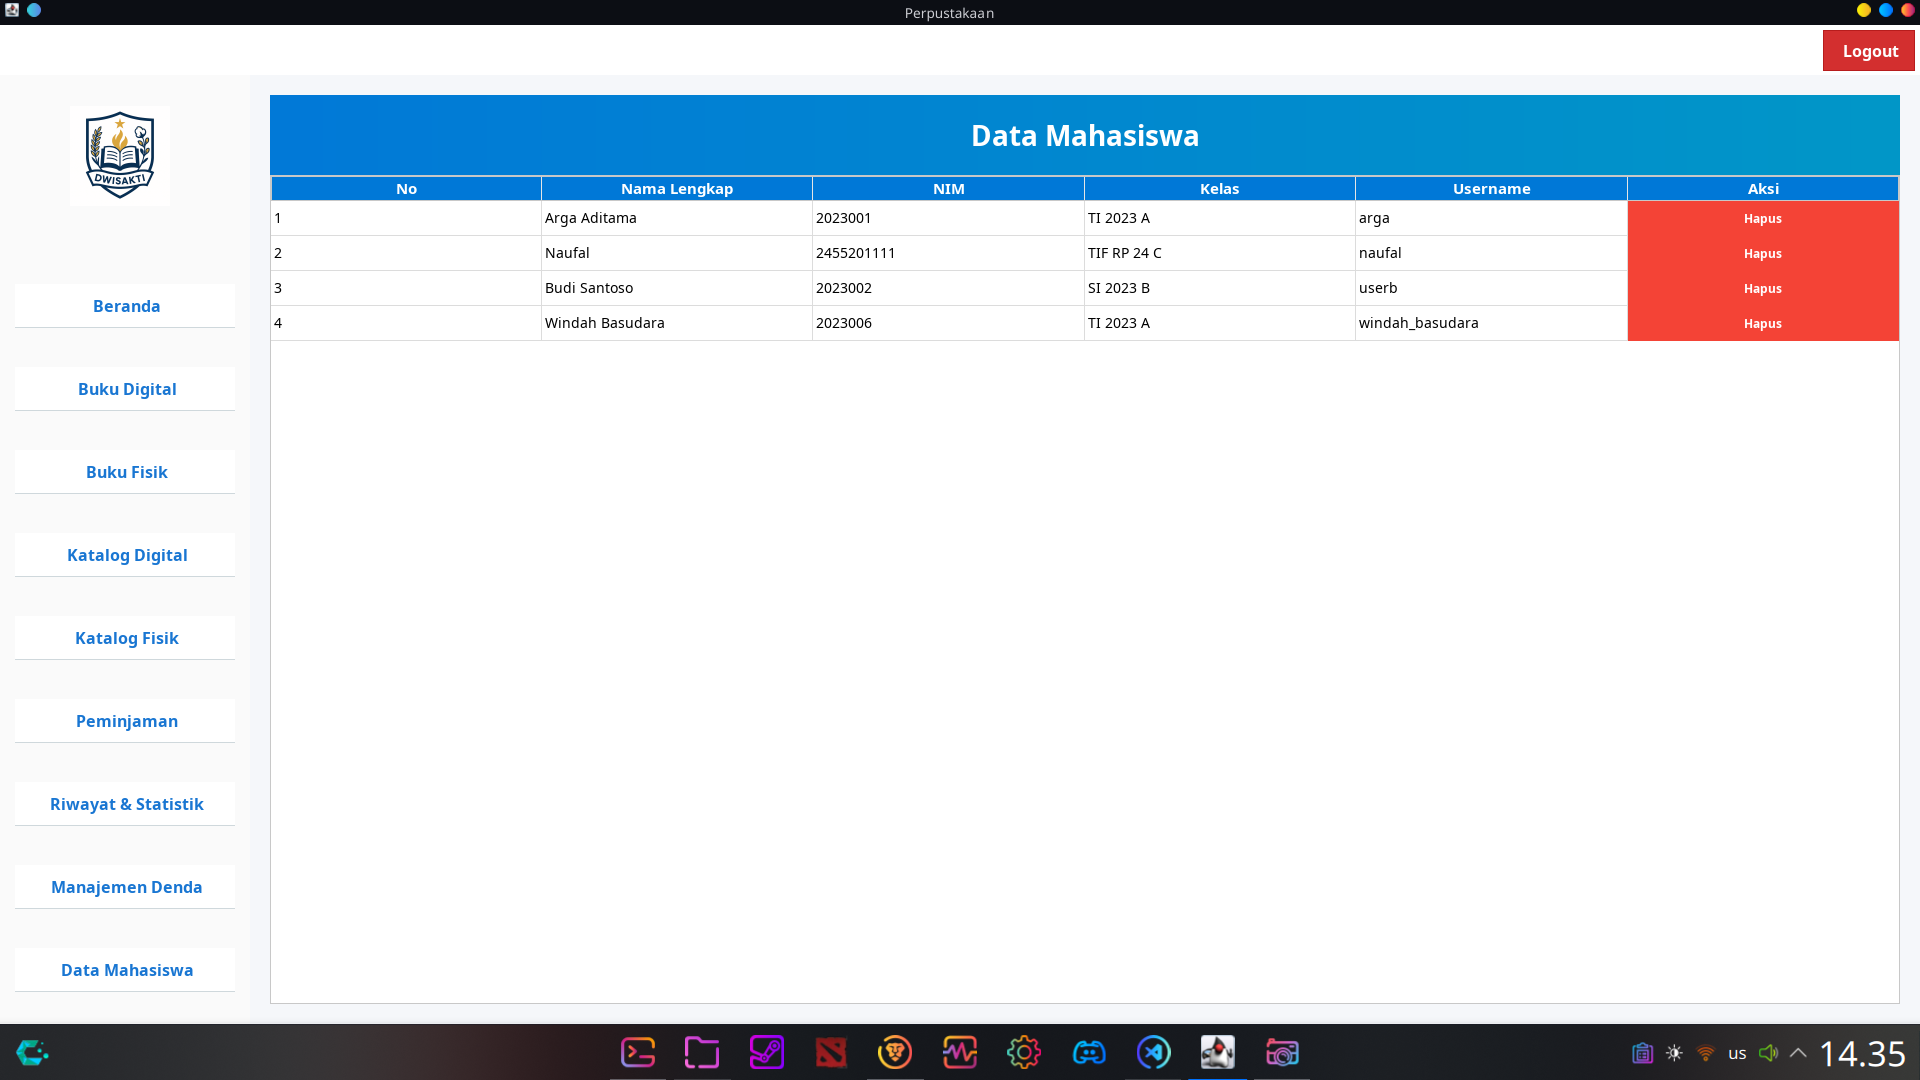 Perpustakaan
Logout
DWISAKTI
Beranda
Buku Digital
Buku Fisik
Katalog Digital
Katalog Fisik
Peminjaman
Riwayat & Statistik
Manajemen Denda
Data Mahasiswa
Data Mahasiswa
No Nama Lengkap NIM Kelas Username Aksi
1 Arga Aditama 2023001 TI 2023 A arga Hapus
2 Naufal 2455201111 TIF RP 24 C naufal Hapus
3 Budi Santoso 2023002 SI 2023 B userb Hapus
4 Windah Basudara 2023006 TI 2023 A windah_basudara Hapus
us 14.35